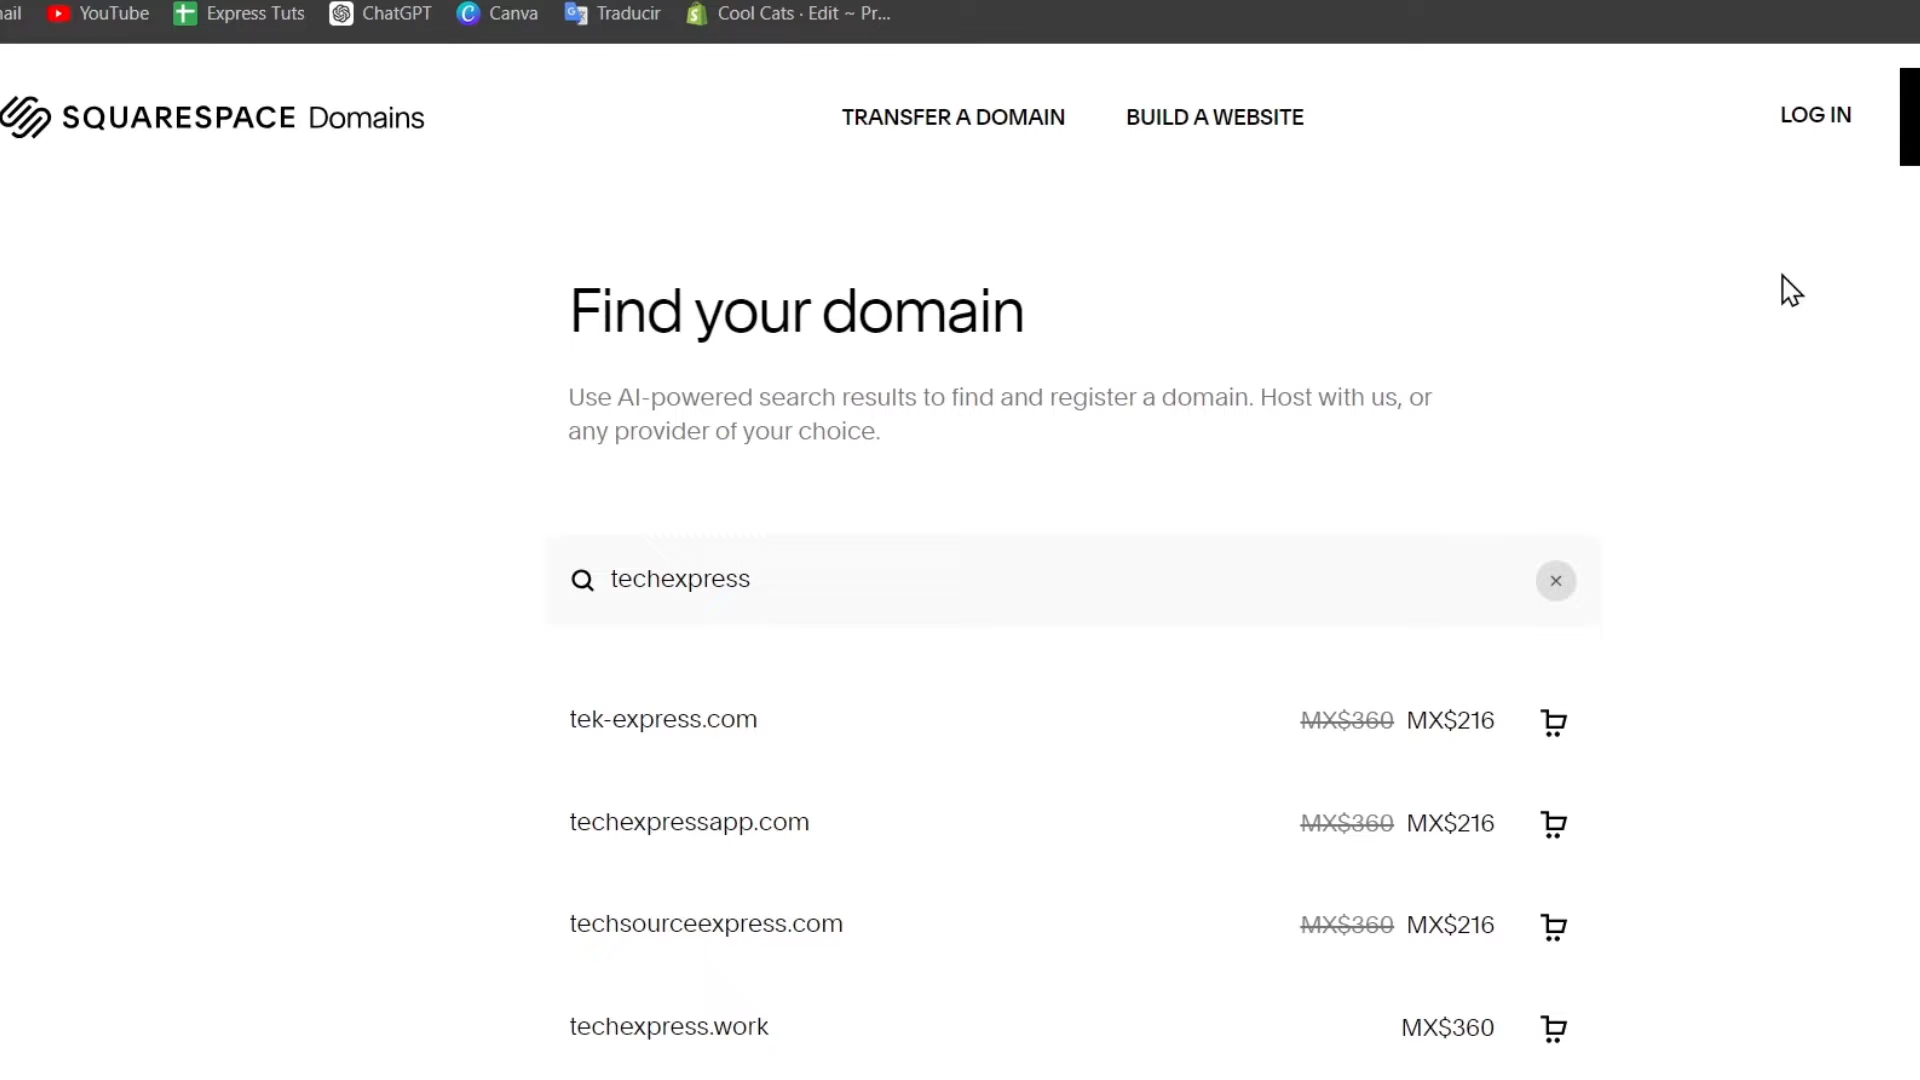 ail YouTube Express Tuts ChatGPT Canva Traducir Cool Cats · Edit ~ Pr...
SQUARESPACE Domains TRANSFER A DOMAIN BUILD A WEBSITE LOG IN
Find your domain
Use AI-powered search results to find and register a domain. Host with us, or
any provider of your choice.
techexpress
tek-express.com MX$360 MX$216
techexpressapp.com MX$360 MX$216
techsourceexpress.com MX$360 MX$216
techexpress.work MX$360